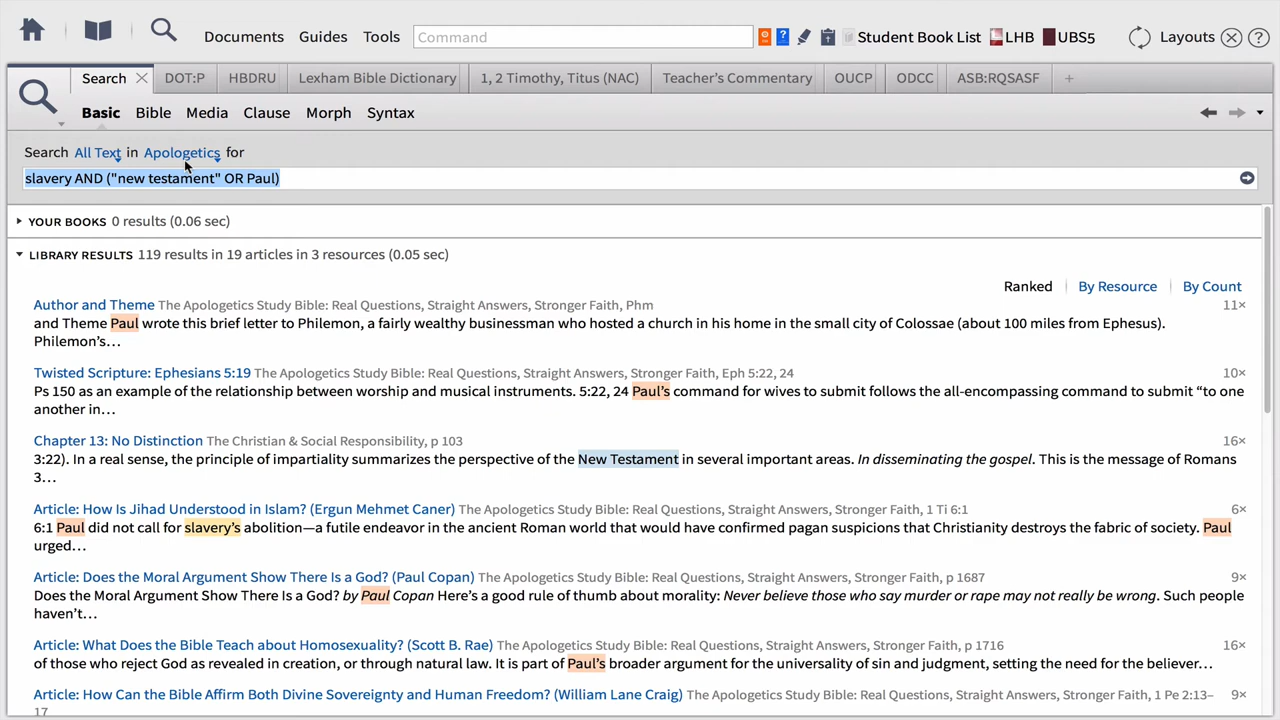 Documents Guides Tools Command Student Book List LHB UBS5 Layouts
Search DOT:P HBDRU Lexham Bible Dictionary 1, 2 Timothy, Titus (NAC) Teacher's Commentary OUCP ODCC ASB:RQSASF +
Basic Bible Media Clause Morph Syntax
Search All Text in Apologetics for
slavery AND ("new testament" OR Paul)
YOUR BOOKS 0 results (0.06 sec)
LIBRARY RESULTS 119 results in 19 articles in 3 resources (0.05 sec)
Ranked By Resource By Count
Author and Theme The Apologetics Study Bible: Real Questions, Straight Answers, Stronger Faith, Phm 11×
and Theme Paul wrote this brief letter to Philemon, a fairly wealthy businessman who hosted a church in his home in the small city of Colossae (about 100 miles from Ephesus).
Philemon's…
Twisted Scripture: Ephesians 5:19 The Apologetics Study Bible: Real Questions, Straight Answers, Stronger Faith, Eph 5:22, 24 10×
Ps 150 as an example of the relationship between worship and musical instruments. 5:22, 24 Paul's command for wives to submit follows the all-encompassing command to submit “to one
another in…
Chapter 13: No Distinction The Christian & Social Responsibility, p 103 16×
3:22). In a real sense, the principle of impartiality summarizes the perspective of the New Testament in several important areas. In disseminating the gospel. This is the message of Romans
3…
Article: How Is Jihad Understood in Islam? (Ergun Mehmet Caner) The Apologetics Study Bible: Real Questions, Straight Answers, Stronger Faith, 1 Ti 6:1 6×
6:1 Paul did not call for slavery's abolition—a futile endeavor in the ancient Roman world that would have confirmed pagan suspicions that Christianity destroys the fabric of society. Paul
urged…
Article: Does the Moral Argument Show There Is a God? (Paul Copan) The Apologetics Study Bible: Real Questions, Straight Answers, Stronger Faith, p 1687 9×
Does the Moral Argument Show There Is a God? by Paul Copan Here's a good rule of thumb about morality: Never believe those who say murder or rape may not really be wrong. Such people
haven't…
Article: What Does the Bible Teach about Homosexuality? (Scott B. Rae) The Apologetics Study Bible: Real Questions, Straight Answers, Stronger Faith, p 1716 16×
of those who reject God as revealed in creation, or through natural law. It is part of Paul's broader argument for the universality of sin and judgment, setting the need for the believer…
Article: How Can the Bible Affirm Both Divine Sovereignty and Human Freedom? (William Lane Craig) The Apologetics Study Bible: Real Questions, Straight Answers, Stronger Faith, 1 Pe 2:13– 9×
17